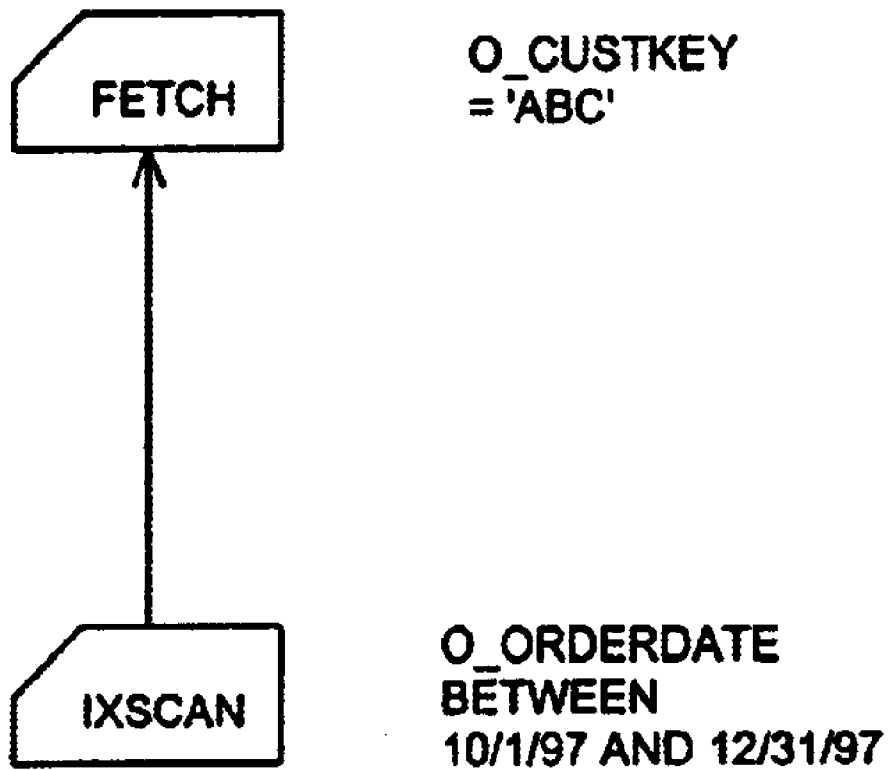 FETCH
O_CUSTKEY
= 'ABC'
IXSCAN
O_ORDERDATE
BETWEEN
10/1/97 AND 12/31/97